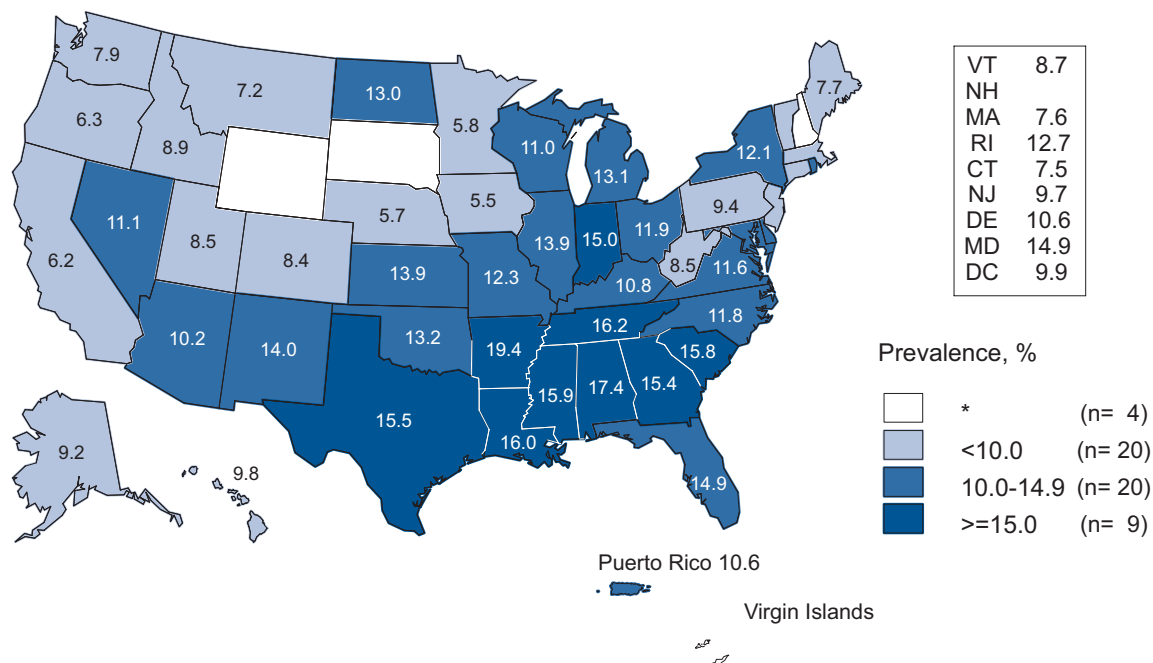 7.9
7.2
13.0
5.8
7.7
6.3
8.9
11.0
13.1
12.1
11.1
8.5
8.4
5.7
5.5
9.4
6.2
13.9
12.3
13.9
15.0
11.9
8.5
11.6
10.8
10.2
14.0
13.2
19.4
16.2
11.8
15.8
15.5
16.0
15.9
17.4
15.4
14.9
9.2
9.8
VT 8.7
NH
MA 7.6
RI 12.7
CT 7.5
NJ 9.7
DE 10.6
MD 14.9
DC 9.9
Prevalence, %
* (n= 4)
<10.0 (n= 20)
10.0-14.9 (n= 20)
>=15.0 (n= 9)
Puerto Rico 10.6
Virgin Islands